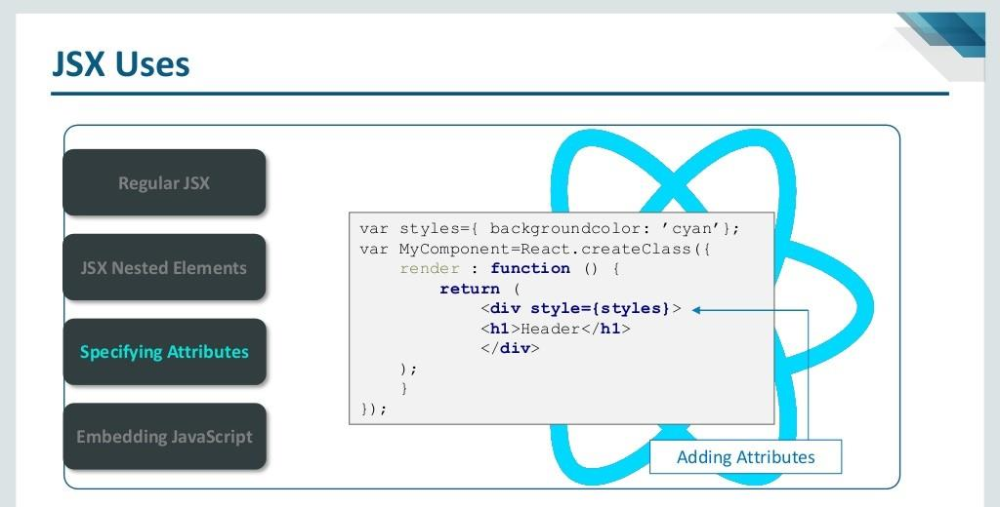 JSX Uses
Regular JSX
JSX Nested Elements
Specifying Attributes
Embedding JavaScript
var styles={ backgroundcolor: ’cyan’};
var MyComponent=React.createClass({
    render : function () {
        return (
            <div style={styles}>
            <h1>Header</h1>
            </div>
    );
    }
});
Adding Attributes